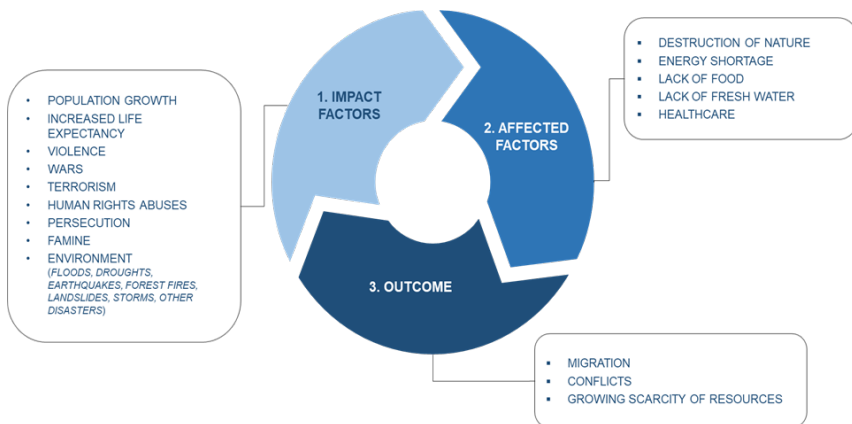 1. IMPACT
FACTORS
• POPULATION GROWTH
• INCREASED LIFE
EXPECTANCY
• VIOLENCE
• WARS
• TERRORISM
• HUMAN RIGHTS ABUSES
• PERSECUTION
• FAMINE
• ENVIRONMENT
(FLOODS, DROUGHTS,
EARTHQUAKES, FOREST FIRES,
LANDSLIDES, STORMS, OTHER
DISASTERS)
2. AFFECTED
FACTORS
▪ DESTRUCTION OF NATURE
▪ ENERGY SHORTAGE
▪ LACK OF FOOD
▪ LACK OF FRESH WATER
▪ HEALTHCARE
3. OUTCOME
▪ MIGRATION
▪ CONFLICTS
▪ GROWING SCARCITY OF RESOURCES